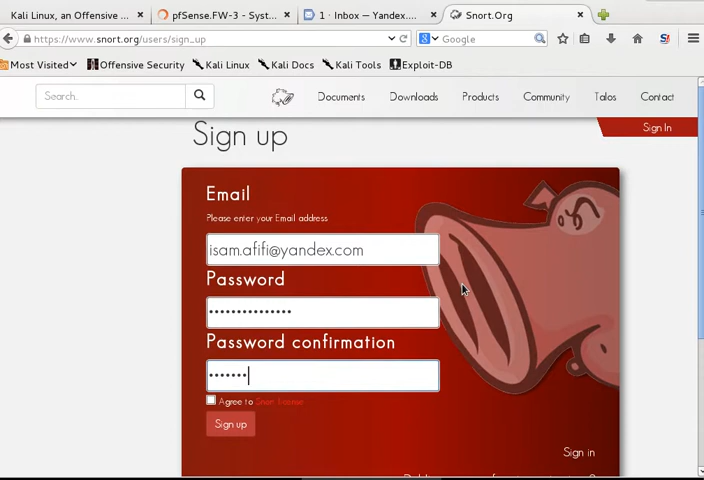 Kali Linux, an Offensive ... × pfSense.FW-3 - Syst... × 1 · Inbox — Yandex.... × Snort.Org ×
https://www.snort.org/users/sign_up Google
Most Visited Offensive Security Kali Linux Kali Docs Kali Tools Exploit-DB
Search.. Documents Downloads Products Community Talos Contact
Sign In
Sign up
Email
Please enter your Email address
isam.afifi@yandex.com
Password
•••••••••••••••
Password confirmation
•••••••
Agree to Snort license
Sign up
Sign in